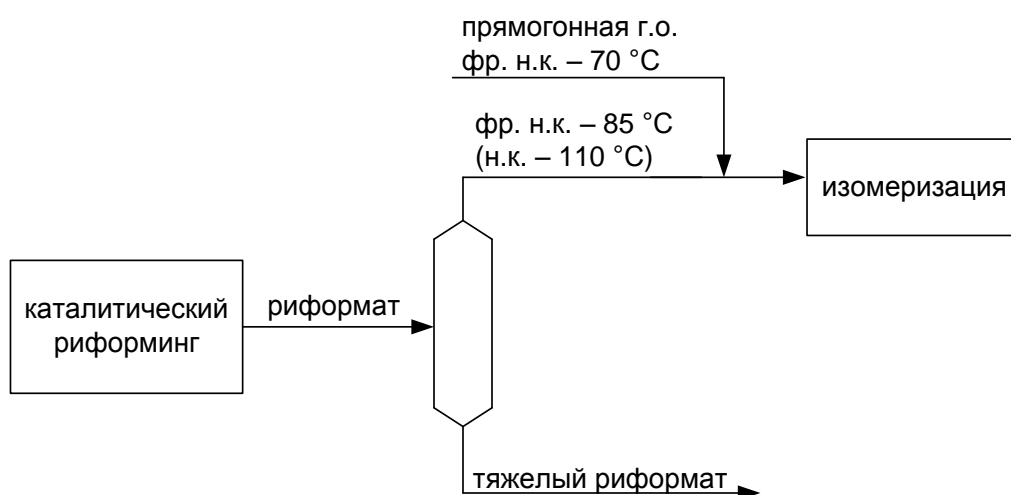 прямогонная г.о.
фр. н.к. – 70 °С
фр. н.к. – 85 °С
(н.к. – 110 °С)
изомеризация
каталитический
риформинг
риформат
тяжелый риформат